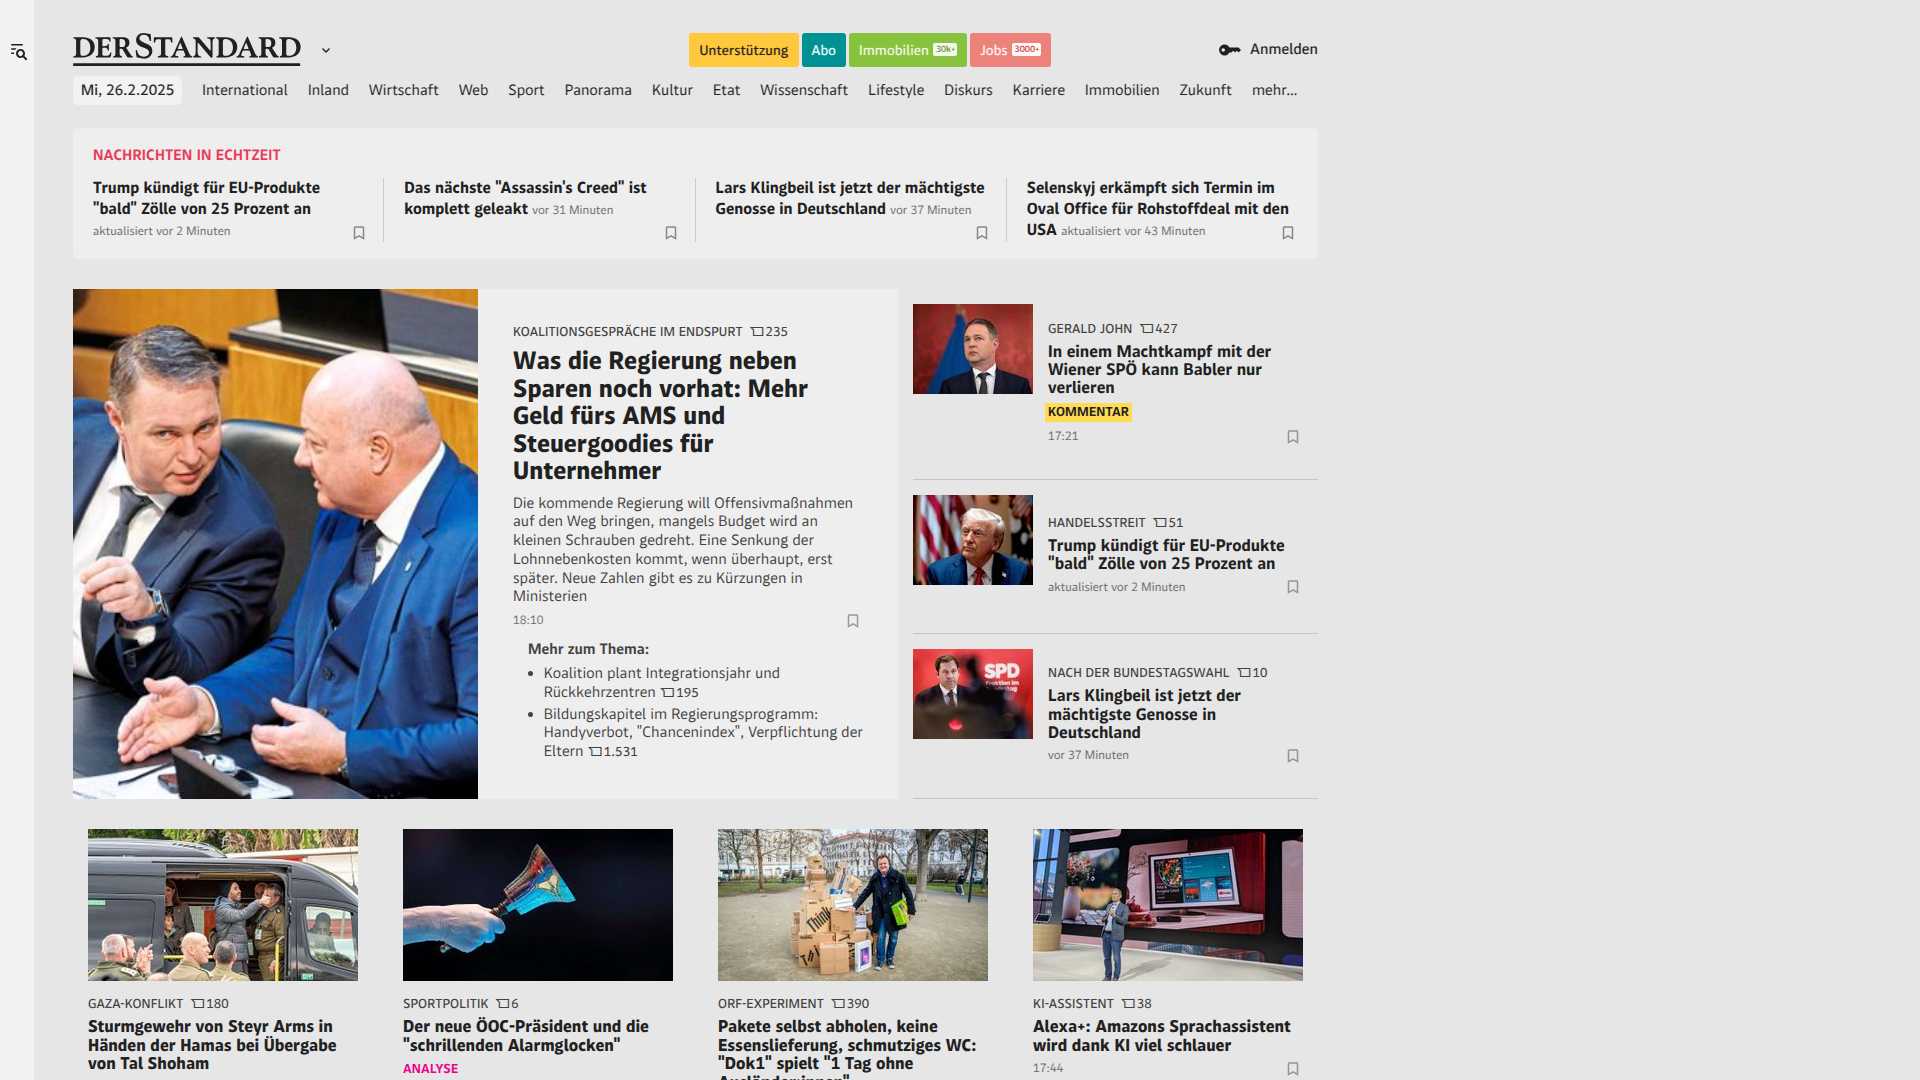 DERSTANDARD
Unterstützung
Abo
Immobilien 30k+
Jobs 3000+
Anmelden
Mi, 26.2.2025
International
Inland
Wirtschaft
Web
Sport
Panorama
Kultur
Etat
Wissenschaft
Lifestyle
Diskurs
Karriere
Immobilien
Zukunft
mehr...
NACHRICHTEN IN ECHTZEIT
Trump kündigt für EU-Produkte
"bald" Zölle von 25 Prozent an
aktualisiert vor 2 Minuten
Das nächste "Assassin's Creed" ist
komplett geleakt vor 31 Minuten
Lars Klingbeil ist jetzt der mächtigste
Genosse in Deutschland vor 37 Minuten
Selenskyj erkämpft sich Termin im
Oval Office für Rohstoffdeal mit den
USA aktualisiert vor 43 Minuten
KOALITIONSGESPRÄCHE IM ENDSPURT 235
Was die Regierung neben
Sparen noch vorhat: Mehr
Geld fürs AMS und
Steuergoodies für
Unternehmer
Die kommende Regierung will Offensivmaßnahmen
auf den Weg bringen, mangels Budget wird an
kleinen Schrauben gedreht. Eine Senkung der
Lohnnebenkosten kommt, wenn überhaupt, erst
später. Neue Zahlen gibt es zu Kürzungen in
Ministerien
18:10
Mehr zum Thema:
• Koalition plant Integrationsjahr und
Rückkehrzentren 195
• Bildungskapitel im Regierungsprogramm:
Handyverbot, "Chancenindex", Verpflichtung der
Eltern 1.531
GERALD JOHN 427
In einem Machtkampf mit der
Wiener SPÖ kann Babler nur
verlieren
KOMMENTAR
17:21
HANDELSSTREIT 51
Trump kündigt für EU-Produkte
"bald" Zölle von 25 Prozent an
aktualisiert vor 2 Minuten
SPD
NACH DER BUNDESTAGSWAHL 10
Lars Klingbeil ist jetzt der
mächtigste Genosse in
Deutschland
vor 37 Minuten
GAZA-KONFLIKT 180
Sturmgewehr von Steyr Arms in
Händen der Hamas bei Übergabe
von Tal Shoham
SPORTPOLITIK 6
Der neue ÖOC-Präsident und die
"schrillenden Alarmglocken"
ANALYSE
Think
ORF-EXPERIMENT 390
Pakete selbst abholen, keine
Essenslieferung, schmutziges WC:
"Dok1" spielt "1 Tag ohne
KI-ASSISTENT 38
Alexa+: Amazons Sprachassistent
wird dank KI viel schlauer
17:44